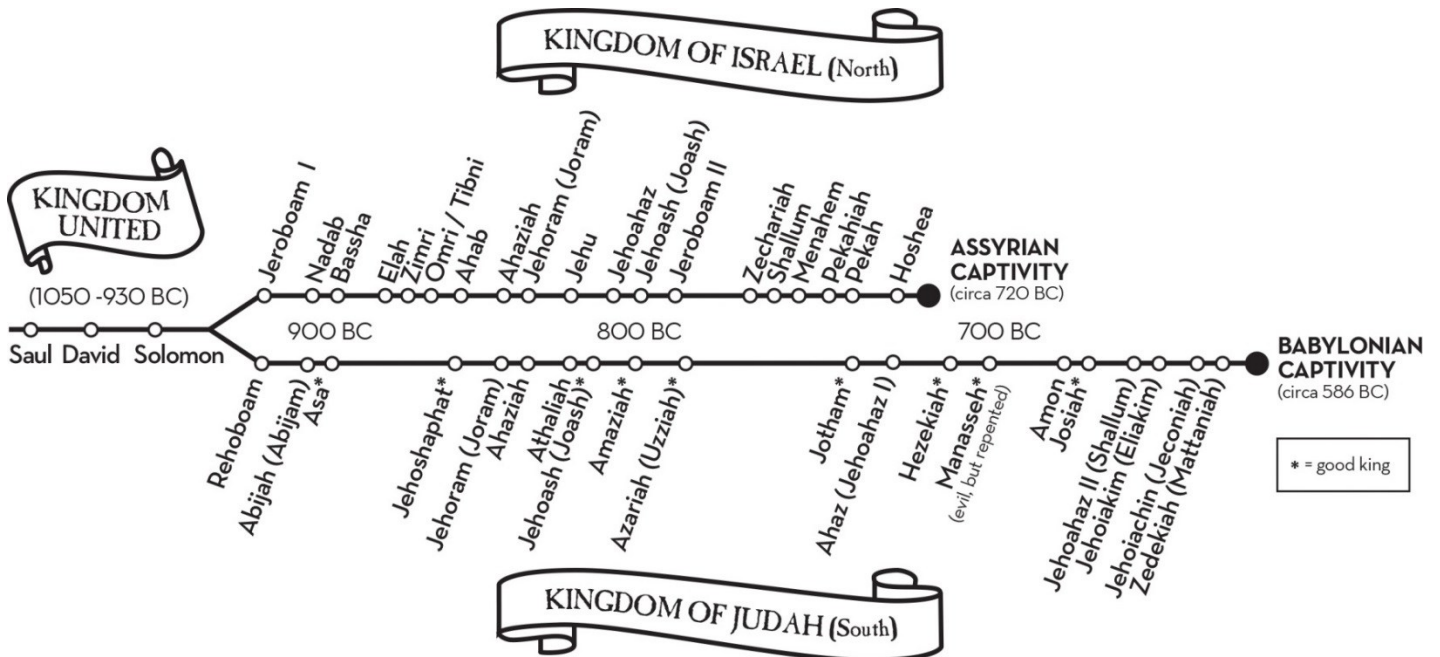 KINGDOM OF ISRAEL (North)
KINGDOM
UNITED
(1050 -930 BC)
Saul
David
Solomon
Jeroboam I
Nadab
Bassha
Elah
Zimri
Omri / Tibni
Ahab
Ahaziah
Jehoram (Joram)
Jehu
Jehoahaz
Jehoash (Joash)
Jeroboam II
Zechariah
Shallum
Menahem
Pekahiah
Pekah
Hoshea
ASSYRIAN
CAPTIVITY
(circa 720 BC)
900 BC
800 BC
700 BC
Rehoboam
Abijah (Abijam)
Asa*
Jehoshaphat*
Jehoram (Joram)
Ahaziah
Athaliah
Jehoash (Joash)*
Amaziah*
Azariah (Uzziah)*
Jotham*
Ahaz (Jehoahaz I)
Hezekiah*
Manasseh*
(evil, but repented)
Amon
Josiah*
Jehoahaz II (Shallum)
Jehoiakim (Eliakim)
Jehoiachin (Jeconiah)
Zedekiah (Mattaniah)
BABYLONIAN
CAPTIVITY
(circa 586 BC)
* = good king
KINGDOM OF JUDAH (South)